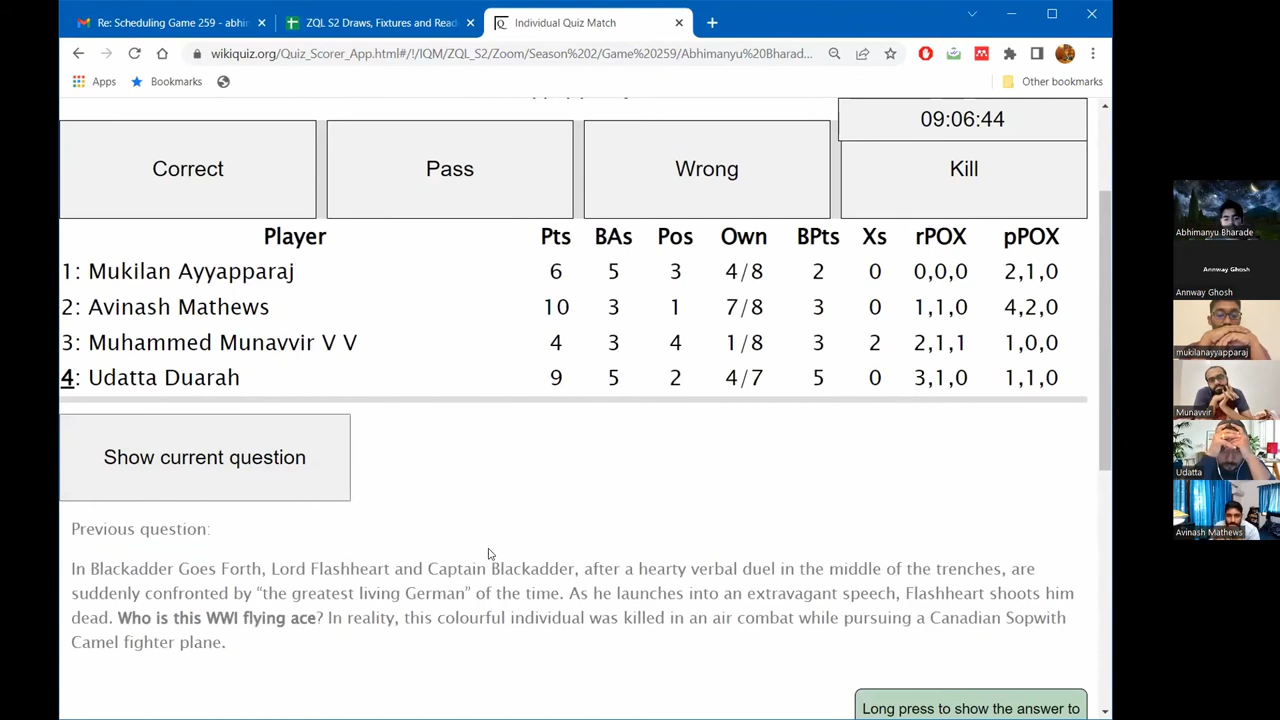 Re: Scheduling Game 259 - abhin
ZQL S2 Draws, Fixtures and Read
Individual Quiz Match
wikiquiz.org/Quiz_Scorer_App.html#/!/IQM/ZQL_S2/Zoom/Season%202/Game%20259/Abhimanyu%20Bharad...
Apps
Bookmarks
Other bookmarks
09:06:44
Correct
Pass
Wrong
Kill
Player Pts BAs Pos Own BPts Xs rPOX pPOX
1: Mukilan Ayyapparaj 6 5 3 4/8 2 0 0,0,0 2,1,0
2: Avinash Mathews 10 3 1 7/8 3 0 1,1,0 4,2,0
3: Muhammed Munavvir V V 4 3 4 1/8 3 2 2,1,1 1,0,0
4: Udatta Duarah 9 5 2 4/7 5 0 3,1,0 1,1,0
Show current question
Previous question:
In Blackadder Goes Forth, Lord Flashheart and Captain Blackadder, after a hearty verbal duel in the middle of the trenches, are
suddenly confronted by “the greatest living German” of the time. As he launches into an extravagant speech, Flashheart shoots him
dead. Who is this WWI flying ace? In reality, this colourful individual was killed in an air combat while pursuing a Canadian Sopwith
Camel fighter plane.
Long press to show the answer to
Abhimanyu Bharade
Annway Ghosh
Annway Ghosh
mukilanayyapparaj
Munavvir
Udatta
Avinash Mathews